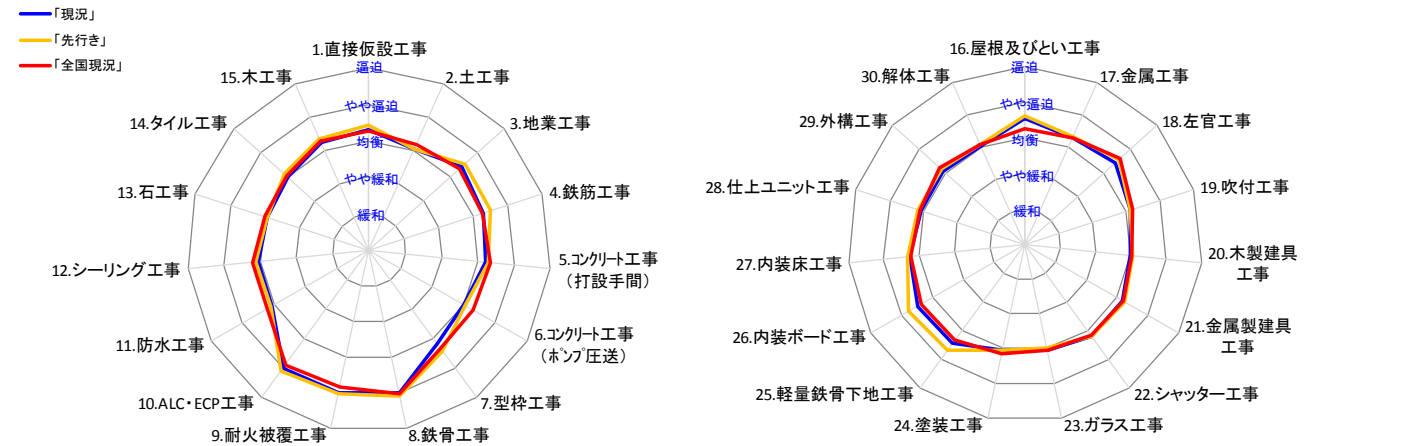 「現況」
「先行き」
「全国現況」
1.直接仮設工事
2.土工事
3.地業工事
4.鉄筋工事
5.ｺﾝｸﾘｰﾄ工事
（打設手間）
6.ｺﾝｸﾘｰﾄ工事
（ﾎﾟﾝﾌﾟ圧送）
7.型枠工事
8.鉄骨工事
9.耐火被覆工事
10.ALC・ECP工事
11.防水工事
12.シーリング工事
13.石工事
14.タイル工事
15.木工事
逼迫
やや逼迫
均衡
やや緩和
緩和
16.屋根及びとい工事
17.金属工事
18.左官工事
19.吹付工事
20.木製建具
工事
21.金属製建具
工事
22.シャッター工事
23.ガラス工事
24.塗装工事
25.軽量鉄骨下地工事
26.内装ボード工事
27.内装床工事
28.仕上ユニット工事
29.外構工事
30.解体工事
逼迫
やや逼迫
均衡
やや緩和
緩和